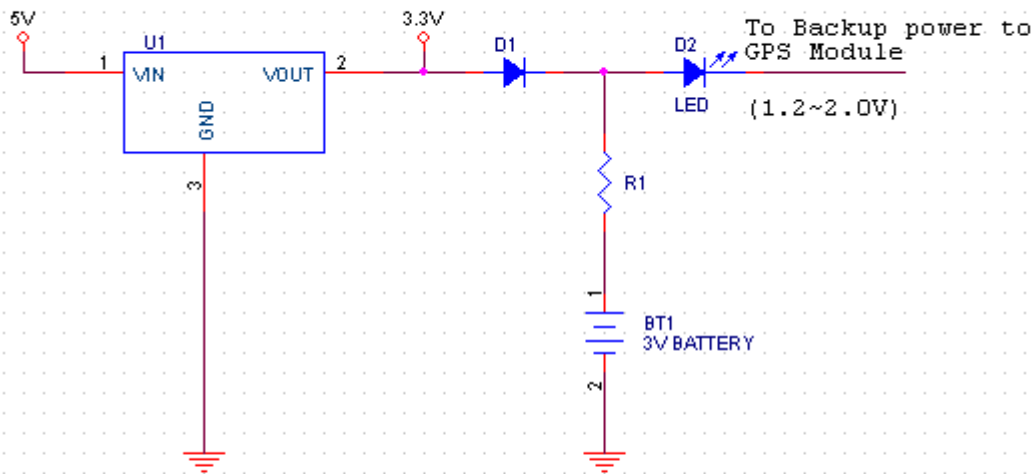 5V
U1
1
VIN
VOUT
2
GND
3
3.3V
D1
D2
LED
To Backup power to
GPS Module
(1.2~2.0V)
R1
1
BT1
3V BATTERY
2